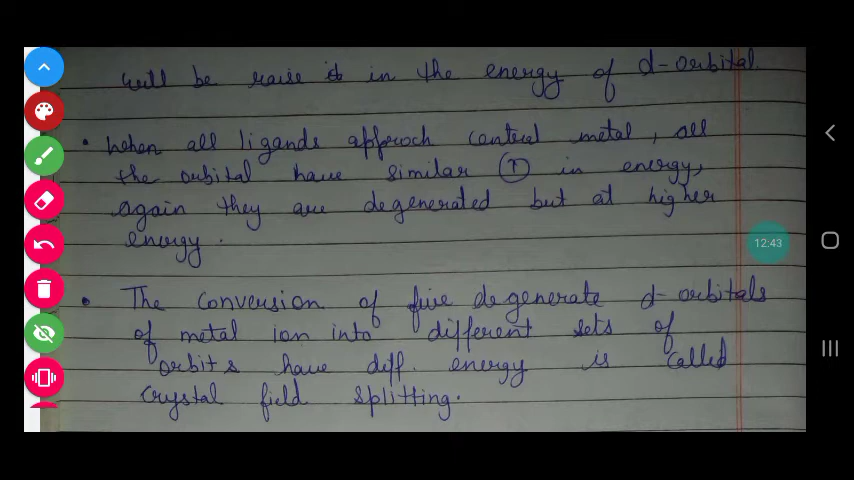 will be raise is in the energy of d-orbital.
• When all ligands approch central metal, all
the orbital have similar ↑ in energy,
again they are degenerated but at higher
energy.
12:43
• The conversion of five degenerate d-orbitals
of metal ion into different sets of
orbits have diff. energy is called
crystal field splitting.